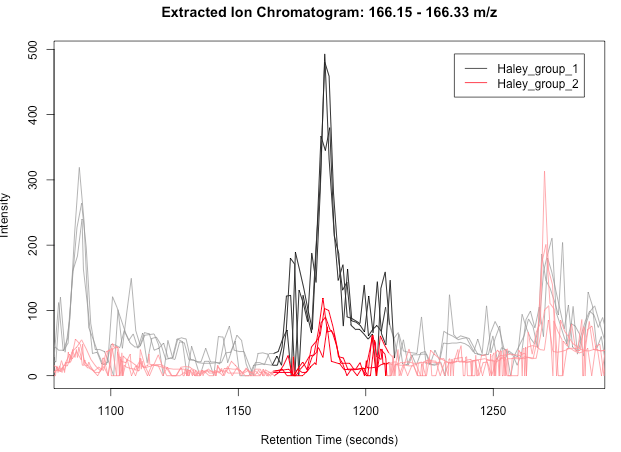 Extracted Ion Chromatogram: 166.15 - 166.33 m/z
Haley_group_1
Haley_group_2
Intensity
500
400
300
200
100
0
1100
1150
1200
1250
Retention Time (seconds)